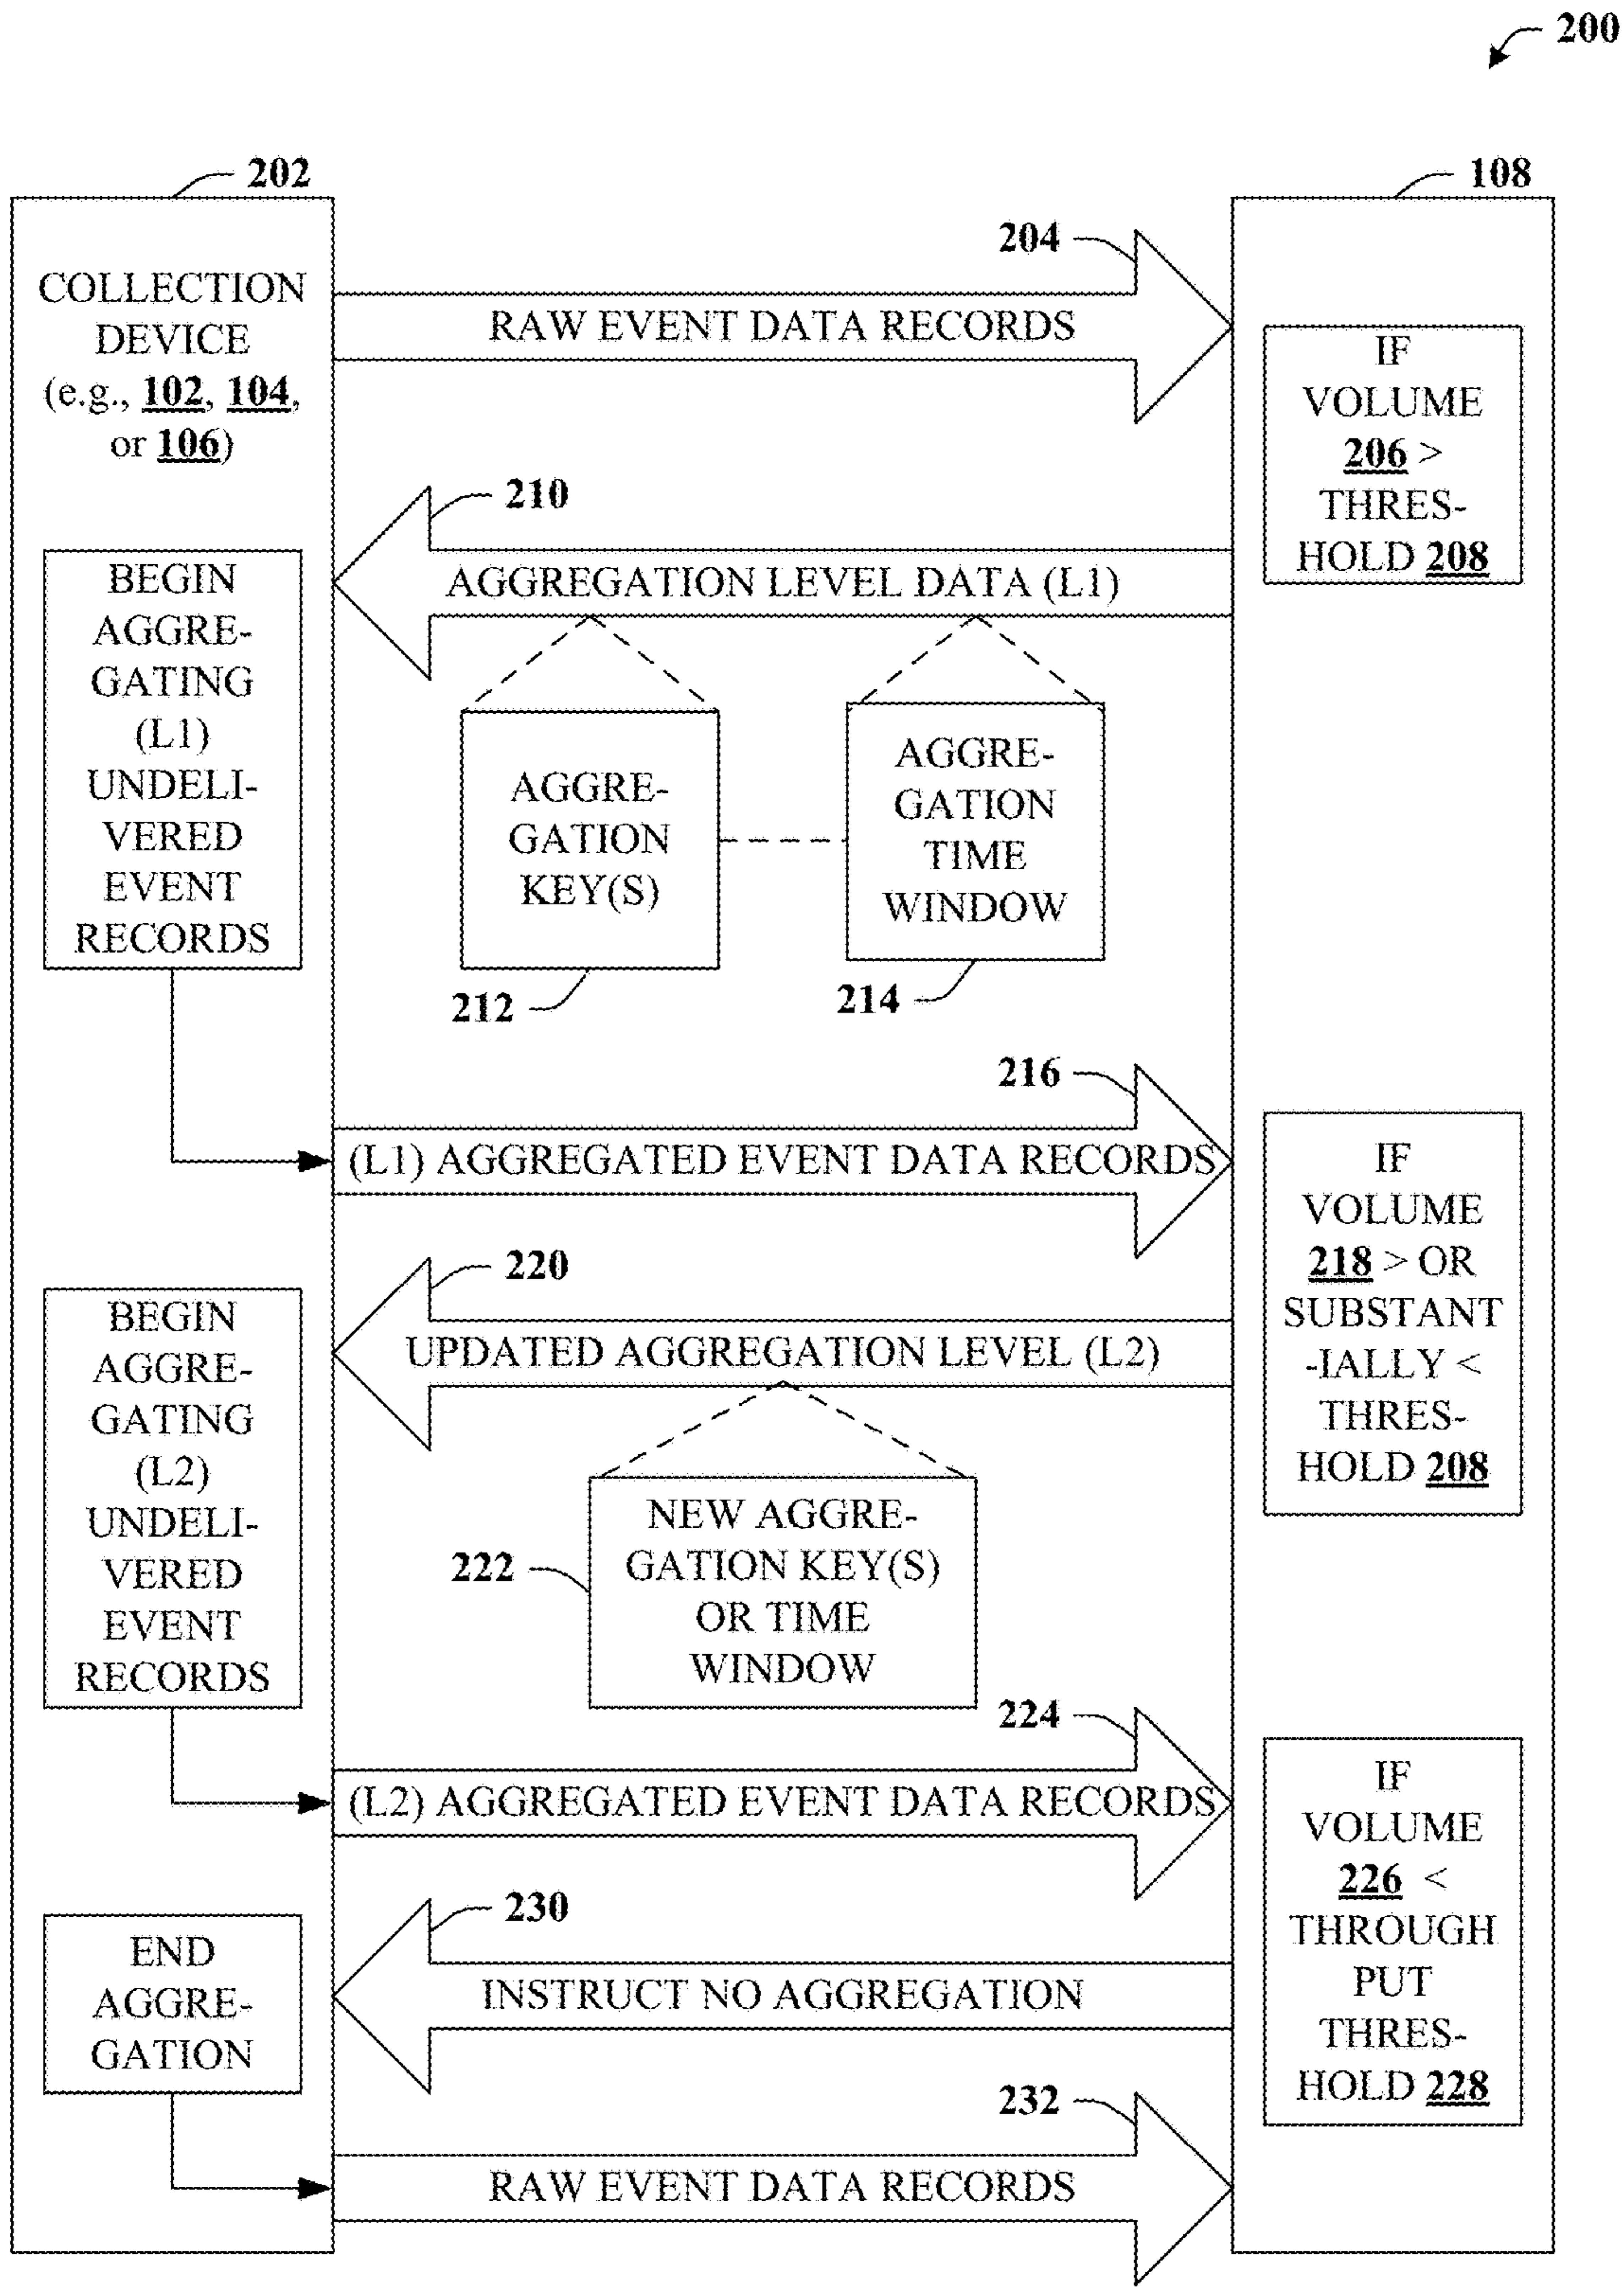 200
202
108
COLLECTION
DEVICE
(e.g., 102, 104,
or 106)
204
RAW EVENT DATA RECORDS
IF
VOLUME
206 >
THRES-
HOLD 208
210
AGGREGATION LEVEL DATA (L1)
BEGIN
AGGRE-
GATING
(L1)
UNDELI-
VERED
EVENT
RECORDS
AGGRE-
GATION
KEY(S)
212
AGGRE-
GATION
TIME
WINDOW
214
216
(L1) AGGREGATED EVENT DATA RECORDS
IF
VOLUME
218 > OR
SUBSTANT
-IALLY <
THRES-
HOLD 208
220
UPDATED AGGREGATION LEVEL (L2)
BEGIN
AGGRE-
GATING
(L2)
UNDELI-
VERED
EVENT
RECORDS
222
NEW AGGRE-
GATION KEY(S)
OR TIME
WINDOW
224
(L2) AGGREGATED EVENT DATA RECORDS
IF
VOLUME
226 <
THROUGH
PUT
THRES-
HOLD 228
230
INSTRUCT NO AGGREGATION
END
AGGRE-
GATION
232
RAW EVENT DATA RECORDS